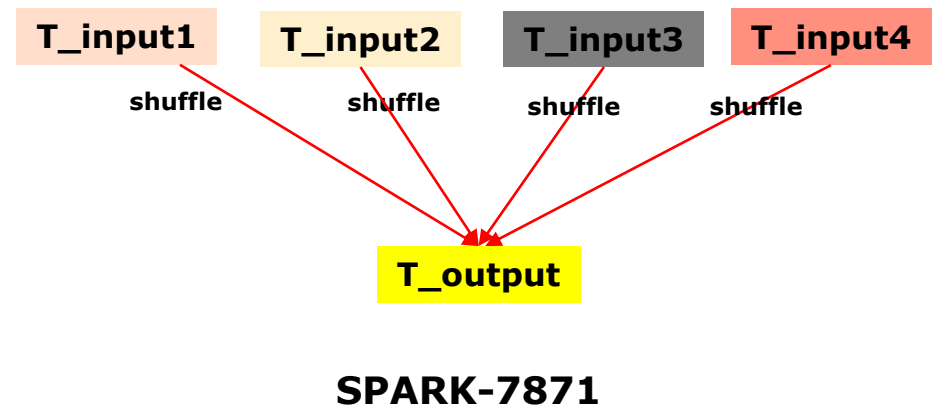 T_input1
T_input2
T_input3
T_input4
shuffle
shuffle
shuffle
shuffle
T_output
SPARK-7871